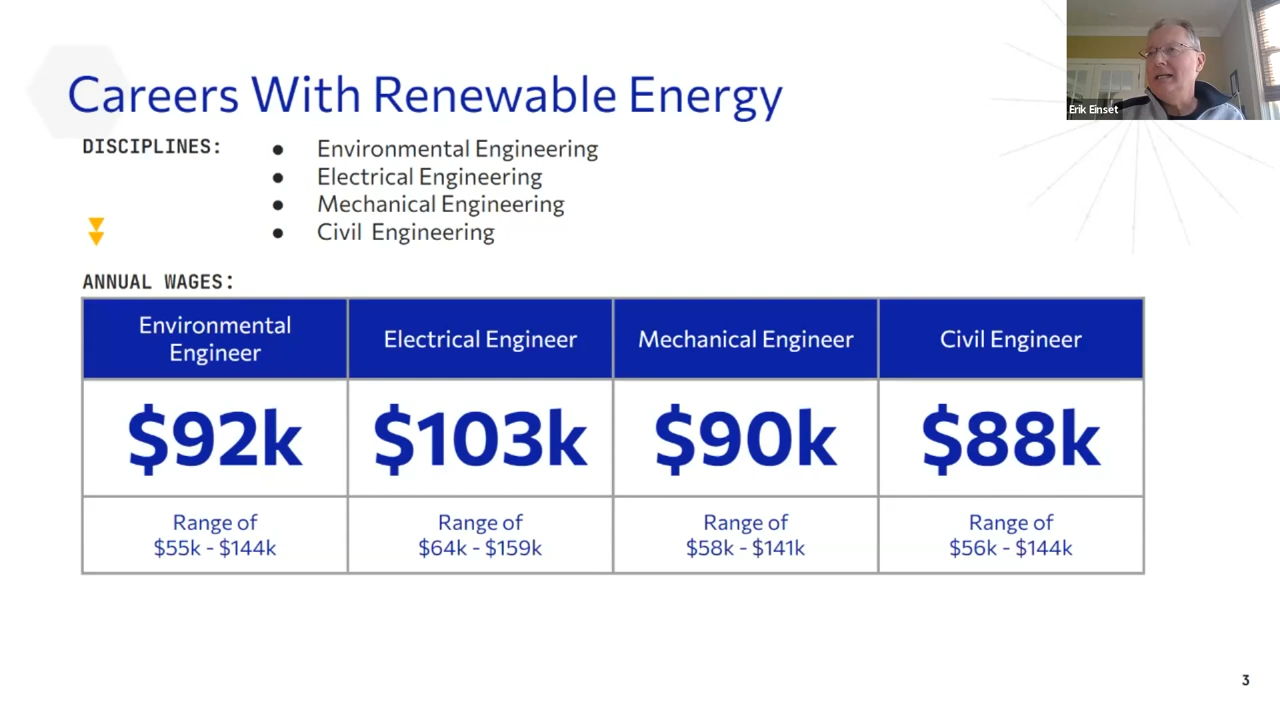 Careers With Renewable Energy
Erik Einset
DISCIPLINES:
● Environmental Engineering
● Electrical Engineering
● Mechanical Engineering
● Civil Engineering
ANNUAL WAGES:
Environmental
Engineer
Electrical Engineer
Mechanical Engineer
Civil Engineer
$92k
$103k
$90k
$88k
Range of
$55k - $144k
Range of
$64k - $159k
Range of
$58k - $141k
Range of
$56k - $144k
3